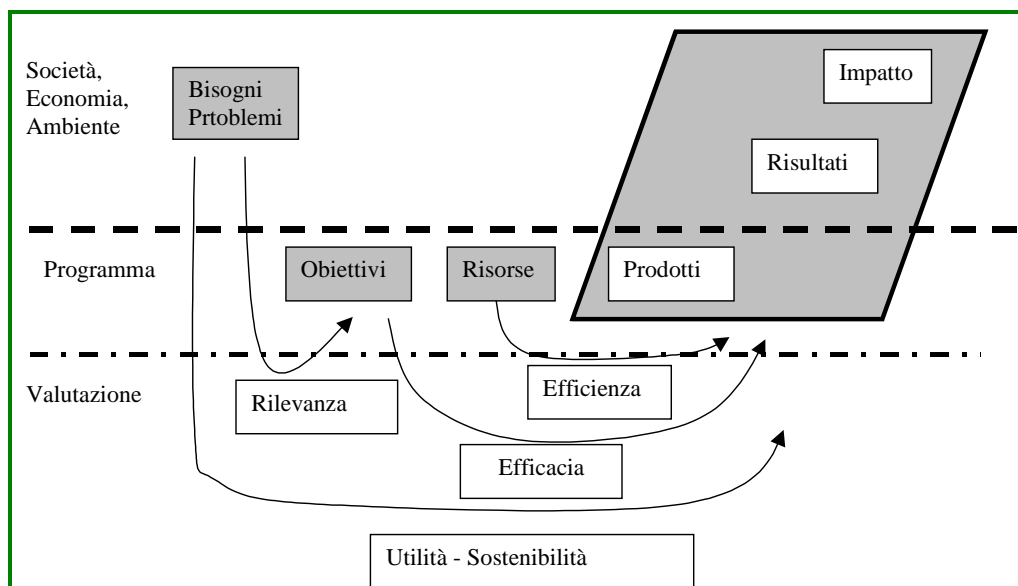 Società,
Economia,
Ambiente
Bisogni
Prtoblemi
Impatto
Risultati
Programma
Obiettivi
Risorse
Prodotti
Valutazione
Rilevanza
Efficienza
Efficacia
Utilità - Sostenibilità